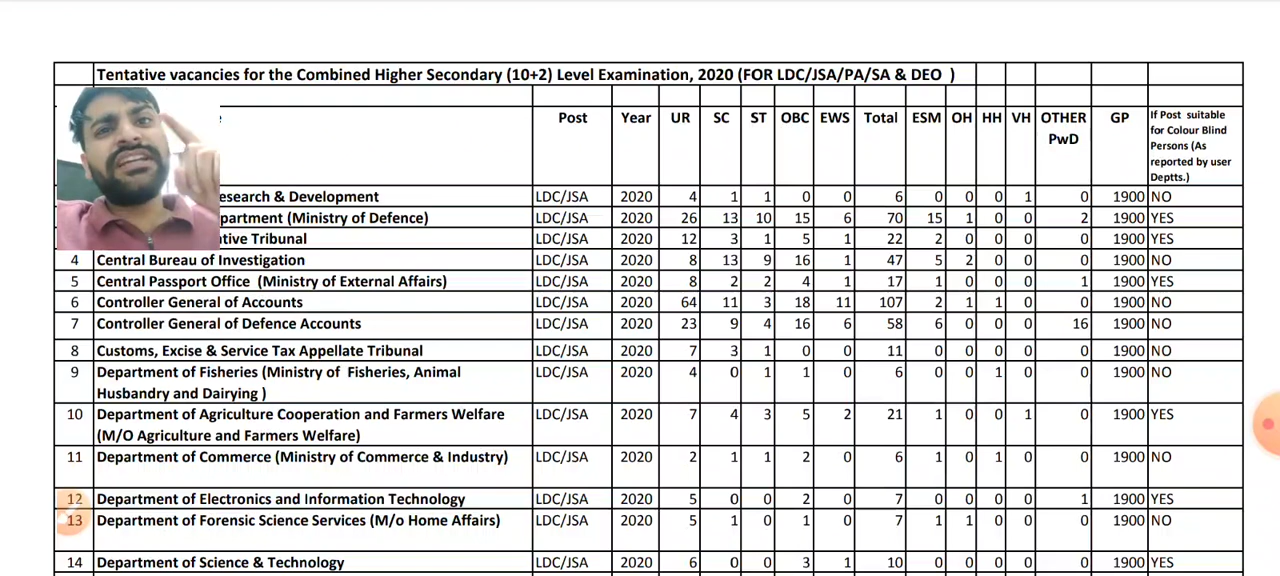 Tentative vacancies for the Combined Higher Secondary (10+2) Level Examination, 2020 (FOR LDC/JSA/PA/SA & DEO )
Post Year UR SC ST OBC EWS Total ESM OH HH VH OTHER PwD GP If Post suitable for Colour Blind Persons (As reported by user Deptts.)
esearch & Development LDC/JSA 2020 4 1 1 0 0 6 0 0 0 1 0 1900 NO
partment (Ministry of Defence) LDC/JSA 2020 26 13 10 15 6 70 15 1 0 0 2 1900 YES
tive Tribunal LDC/JSA 2020 12 3 1 5 1 22 2 0 0 0 0 1900 YES
4 Central Bureau of Investigation LDC/JSA 2020 8 13 9 16 1 47 5 2 0 0 0 1900 NO
5 Central Passport Office (Ministry of External Affairs) LDC/JSA 2020 8 2 2 4 1 17 1 0 0 0 1 1900 YES
6 Controller General of Accounts LDC/JSA 2020 64 11 3 18 11 107 2 1 1 0 0 1900 NO
7 Controller General of Defence Accounts LDC/JSA 2020 23 9 4 16 6 58 6 0 0 0 16 1900 NO
8 Customs, Excise & Service Tax Appellate Tribunal LDC/JSA 2020 7 3 1 0 0 11 0 0 0 0 0 1900 NO
9 Department of Fisheries (Ministry of Fisheries, Animal LDC/JSA 2020 4 0 1 1 0 6 0 0 1 0 0 1900 NO
Husbandry and Dairying )
10 Department of Agriculture Cooperation and Farmers Welfare LDC/JSA 2020 7 4 3 5 2 21 1 0 0 1 0 1900 YES
(M/O Agriculture and Farmers Welfare)
11 Department of Commerce (Ministry of Commerce & Industry) LDC/JSA 2020 2 1 1 2 0 6 1 0 1 0 0 1900 NO
12 Department of Electronics and Information Technology LDC/JSA 2020 5 0 0 2 0 7 0 0 0 0 1 1900 YES
13 Department of Forensic Science Services (M/o Home Affairs) LDC/JSA 2020 5 1 0 1 0 7 1 1 0 0 0 1900 NO
14 Department of Science & Technology LDC/JSA 2020 6 0 0 3 1 10 0 0 0 0 0 1900 YES